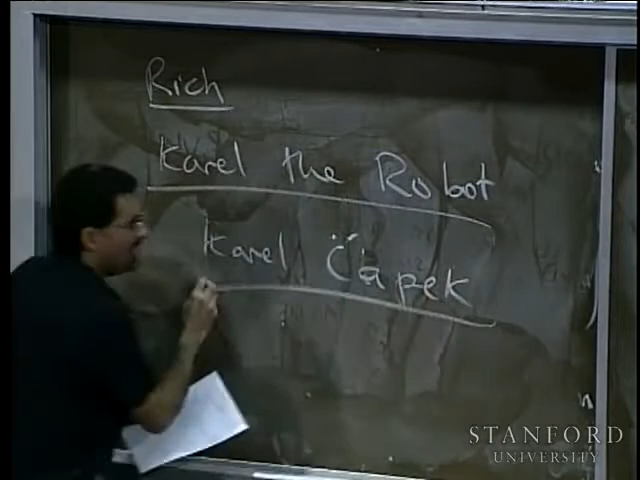 Rich
Karel the Robot
Karel Čapek
STANFORD
UNIVERSITY